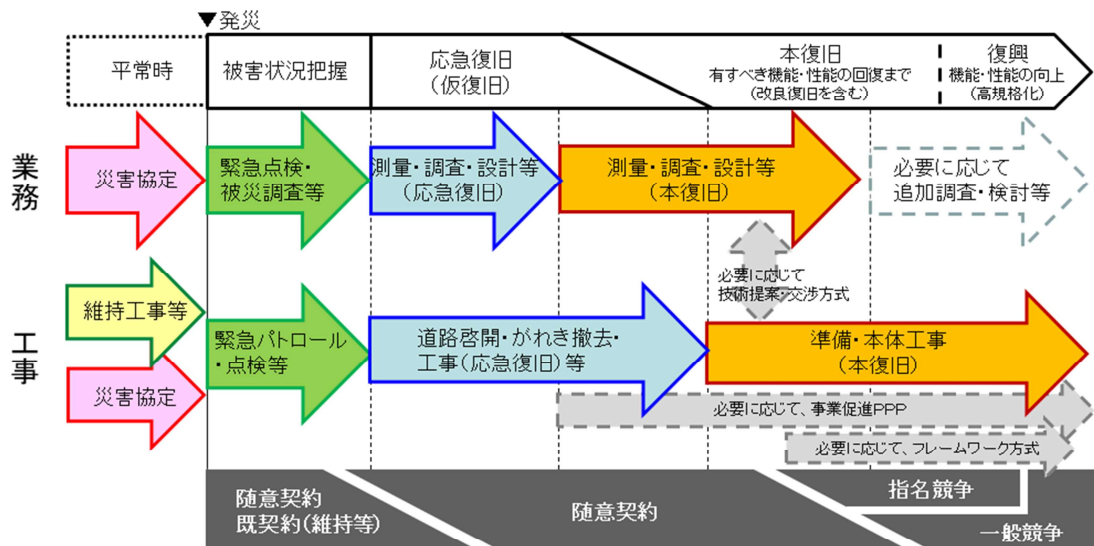 ▼発災
平常時
被害状況把握
応急復旧
(仮復旧)
本復旧
有すべき機能・性能の回復まで
(改良復旧を含む)
復興
機能・性能の向上
(高規格化)
業務
災害協定
緊急点検・
被災調査等
測量・調査・設計等
(応急復旧)
測量・調査・設計等
(本復旧)
必要に応じて
追加調査・検討等
必要に応じて
技術提案・交渉方式
工事
維持工事等
災害協定
緊急パトロール
・点検等
道路啓開・がれき撤去・
工事(応急復旧)等
準備・本体工事
(本復旧)
必要に応じて、事業促進PPP
必要に応じて、フレームワーク方式
随意契約
既契約(維持等)
随意契約
指名競争
一般競争